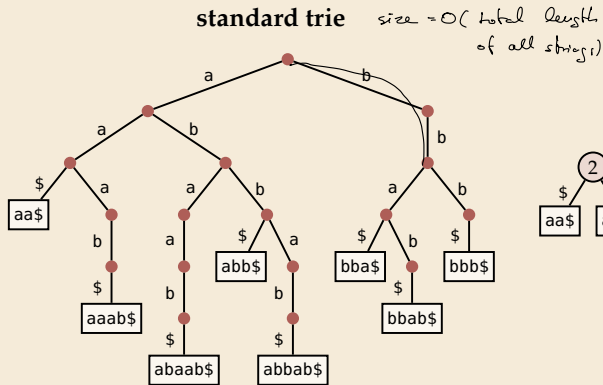 standard trie
size = O( total length
of all strings)
a b
a b b
$ a a b a b 2
aa$ b a $ a $ b $ $
abb$ bba$ bbb$ aa$
$ b b $
aaab$ bbab$
$ $
abaab$ abbab$